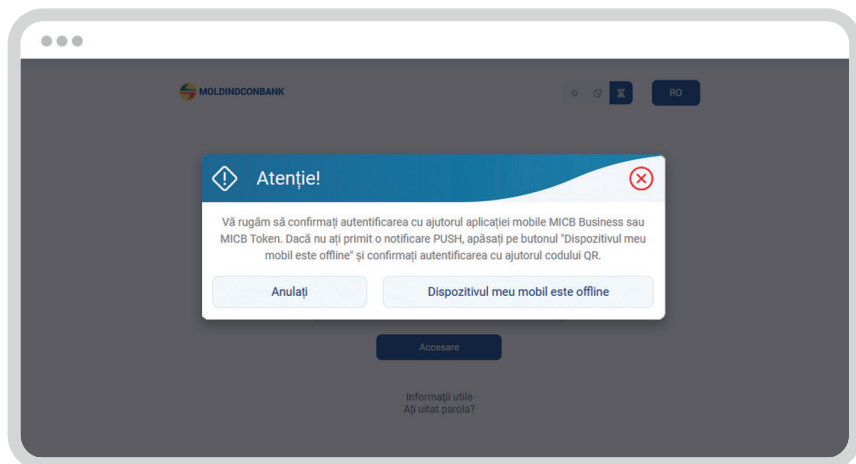 MOLDINDCONBANK
RO
Atenție!
Vă rugăm să confirmați autentificarea cu ajutorul aplicației mobile MICB Business sau
MICB Token. Dacă nu ați primit o notificare PUSH, apăsați pe butonul "Dispozitivul meu
mobil este offline" și confirmați autentificarea cu ajutorul codului QR.
Anulați
Dispozitivul meu mobil este offline
Accesare
Informații utile
Ați uitat parola?